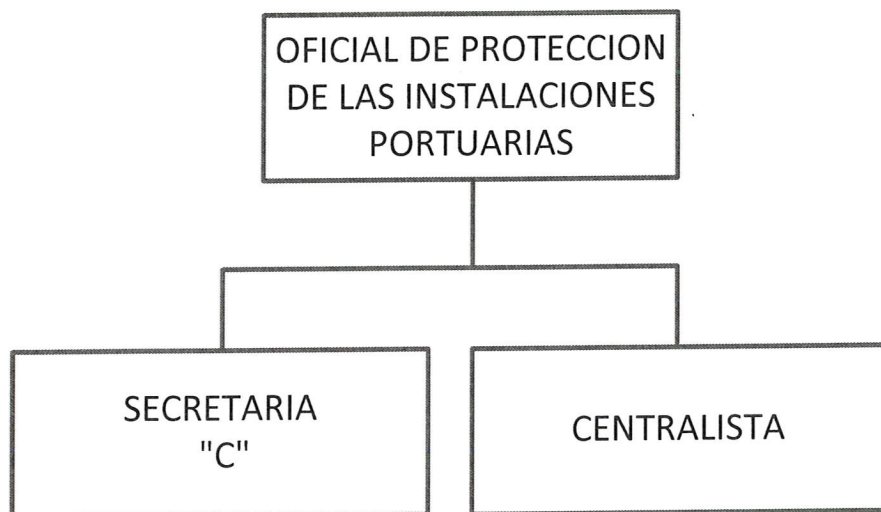 OFICIAL DE PROTECCION
DE LAS INSTALACIONES
PORTUARIAS
SECRETARIA
"C"
CENTRALISTA